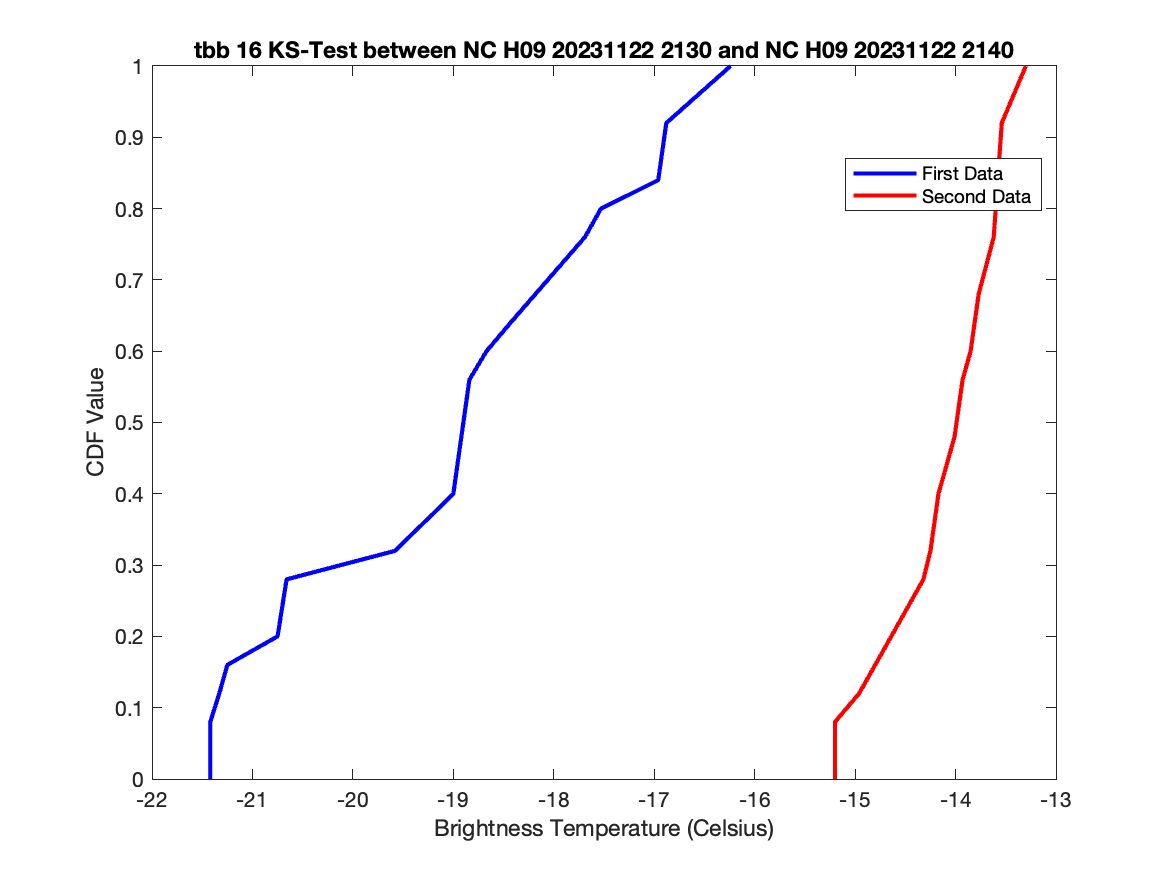 tbb 16 KS-Test between NC H09 20231122 2130 and NC H09 20231122 2140
1
0.9
0.8
0.7
0.6
0.5
0.4
0.3
0.2
0.1
0
CDF Value
First Data
Second Data
-22 -21 -20 -19 -18 -17 -16 -15 -14 -13
Brightness Temperature (Celsius)